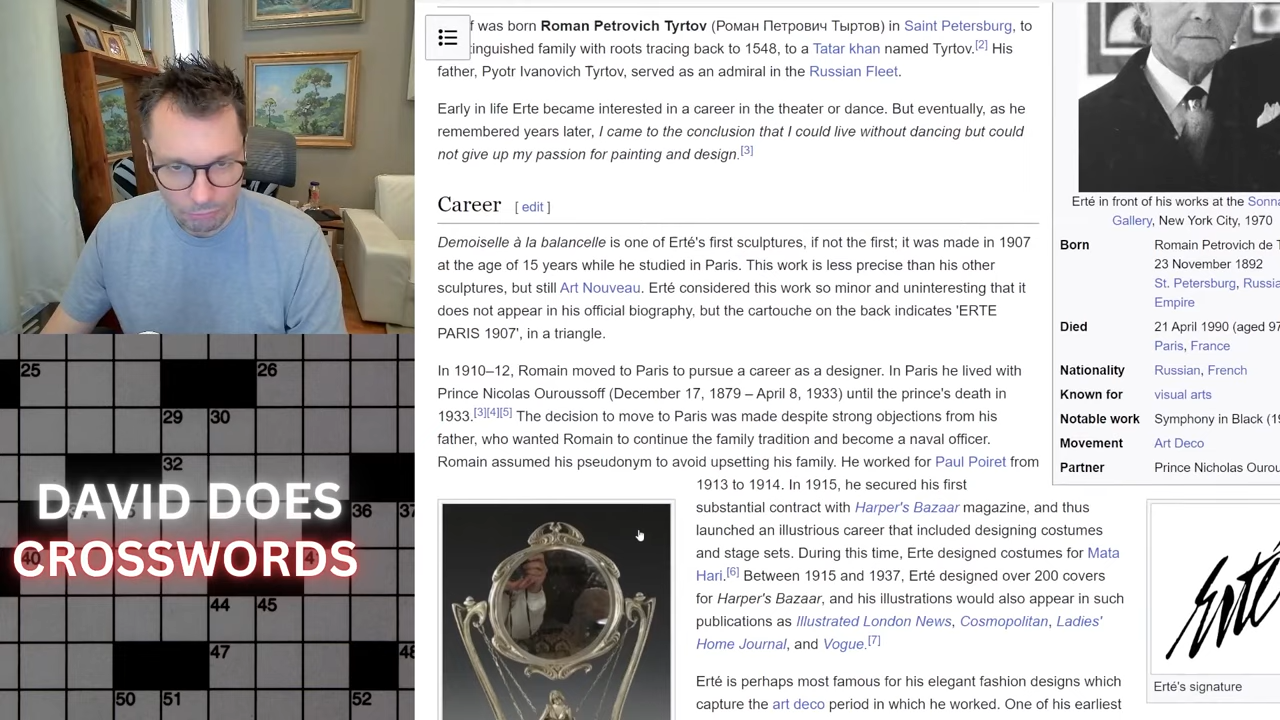 f was born Roman Petrovich Tyrtov (Роман Петрович Тыртов) in Saint Petersburg, to
tinguished family with roots tracing back to 1548, to a Tatar khan named Tyrtov.[2] His
father, Pyotr Ivanovich Tyrtov, served as an admiral in the Russian Fleet.
Early in life Erte became interested in a career in the theater or dance. But eventually, as he
remembered years later, I came to the conclusion that I could live without dancing but could
not give up my passion for painting and design.[3]
Career [ edit ]
Demoiselle à la balancelle is one of Erté's first sculptures, if not the first; it was made in 1907
at the age of 15 years while he studied in Paris. This work is less precise than his other
sculptures, but still Art Nouveau. Erté considered this work so minor and uninteresting that it
does not appear in his official biography, but the cartouche on the back indicates 'ERTE
PARIS 1907', in a triangle.
In 1910–12, Romain moved to Paris to pursue a career as a designer. In Paris he lived with
Prince Nicolas Ouroussoff (December 17, 1879 – April 8, 1933) until the prince's death in
1933.[3][4][5] The decision to move to Paris was made despite strong objections from his
father, who wanted Romain to continue the family tradition and become a naval officer.
Romain assumed his pseudonym to avoid upsetting his family. He worked for Paul Poiret from
1913 to 1914. In 1915, he secured his first
substantial contract with Harper's Bazaar magazine, and thus
launched an illustrious career that included designing costumes
and stage sets. During this time, Erte designed costumes for Mata
Hari.[6] Between 1915 and 1937, Erté designed over 200 covers
for Harper's Bazaar, and his illustrations would also appear in such
publications as Illustrated London News, Cosmopolitan, Ladies'
Home Journal, and Vogue.[7]
Erté is perhaps most famous for his elegant fashion designs which
capture the art deco period in which he worked. One of his earliest
Erté in front of his works at the Sonna
Gallery, New York City, 1970
Born Romain Petrovich de T
23 November 1892
St. Petersburg, Russia
Empire
Died 21 April 1990 (aged 97
Paris, France
Nationality Russian, French
Known for visual arts
Notable work Symphony in Black (19
Movement Art Deco
Partner Prince Nicholas Ourou
Erté
Erté's signature
25 26
29 30
32
36 37
40
44 45
47 48
50 51 52
DAVID DOES
CROSSWORDS